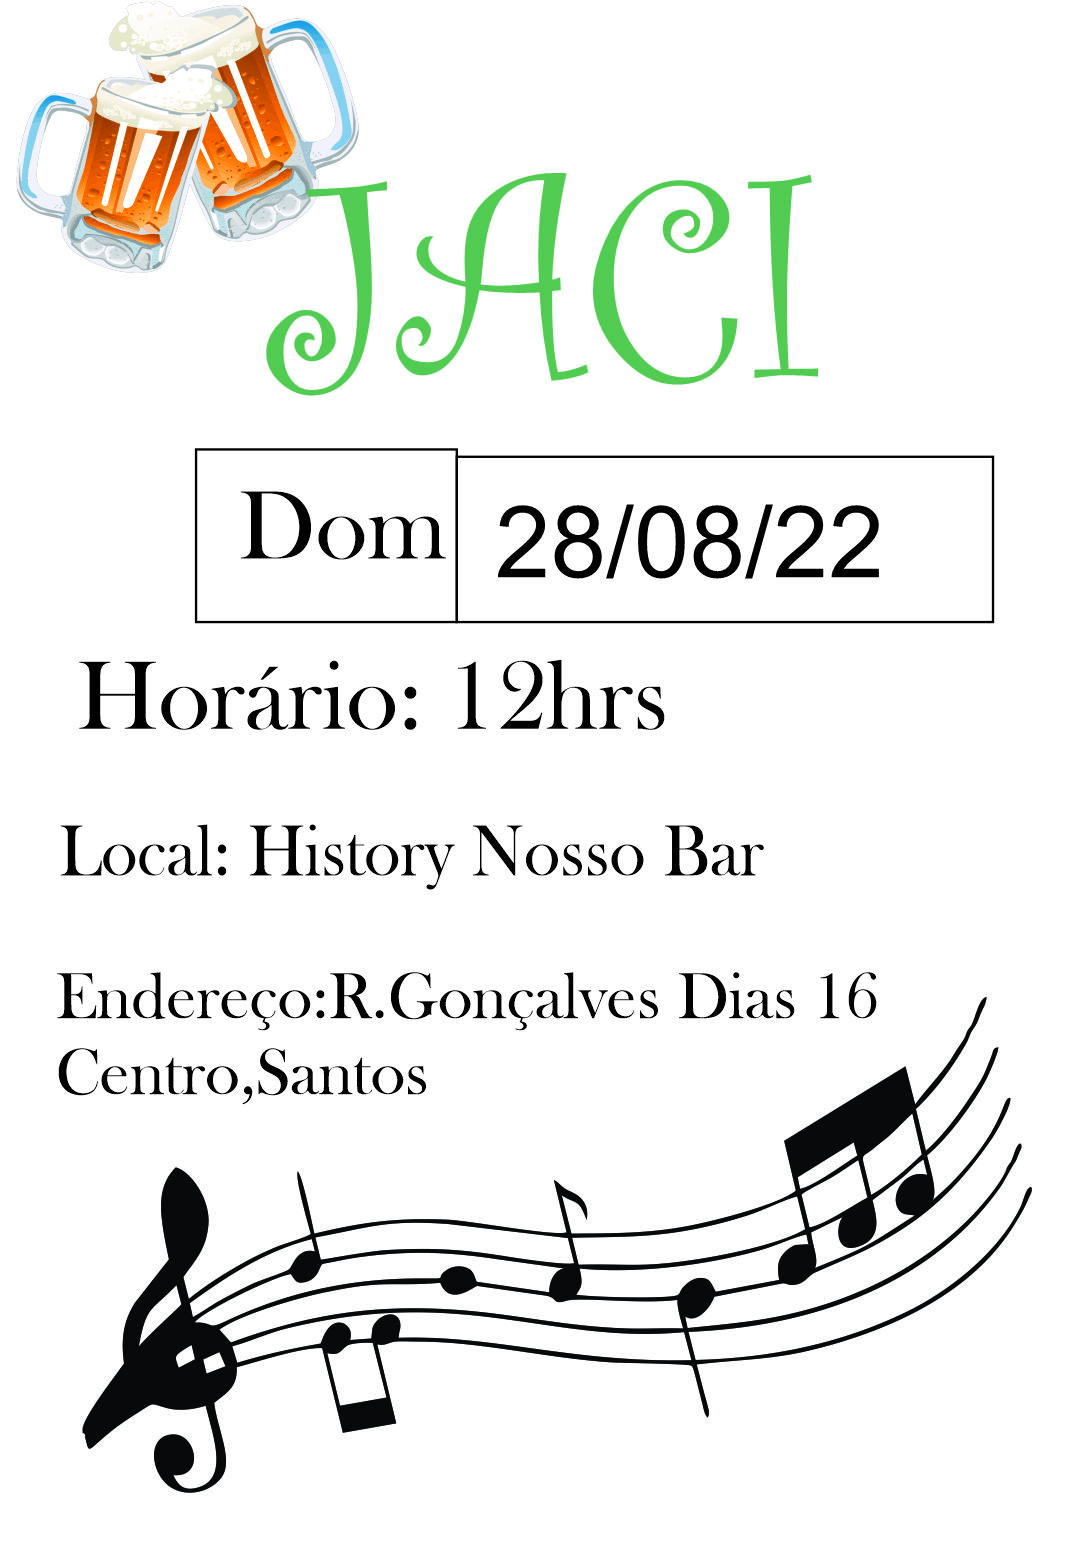 JACI
Dom 28/08/22
Horário: 12hrs
Local: History Nosso Bar
Endereço:R.Gonçalves Dias 16
Centro,Santos